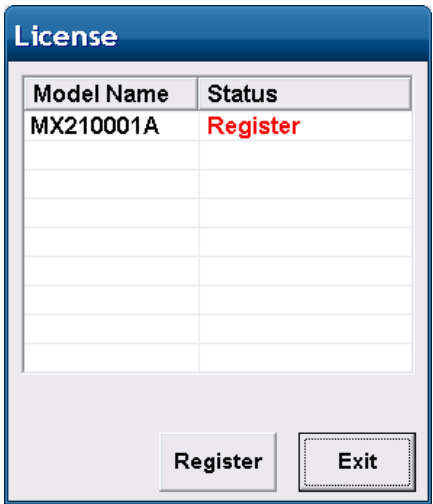 License
Model Name Status
MX210001A Register
Register Exit